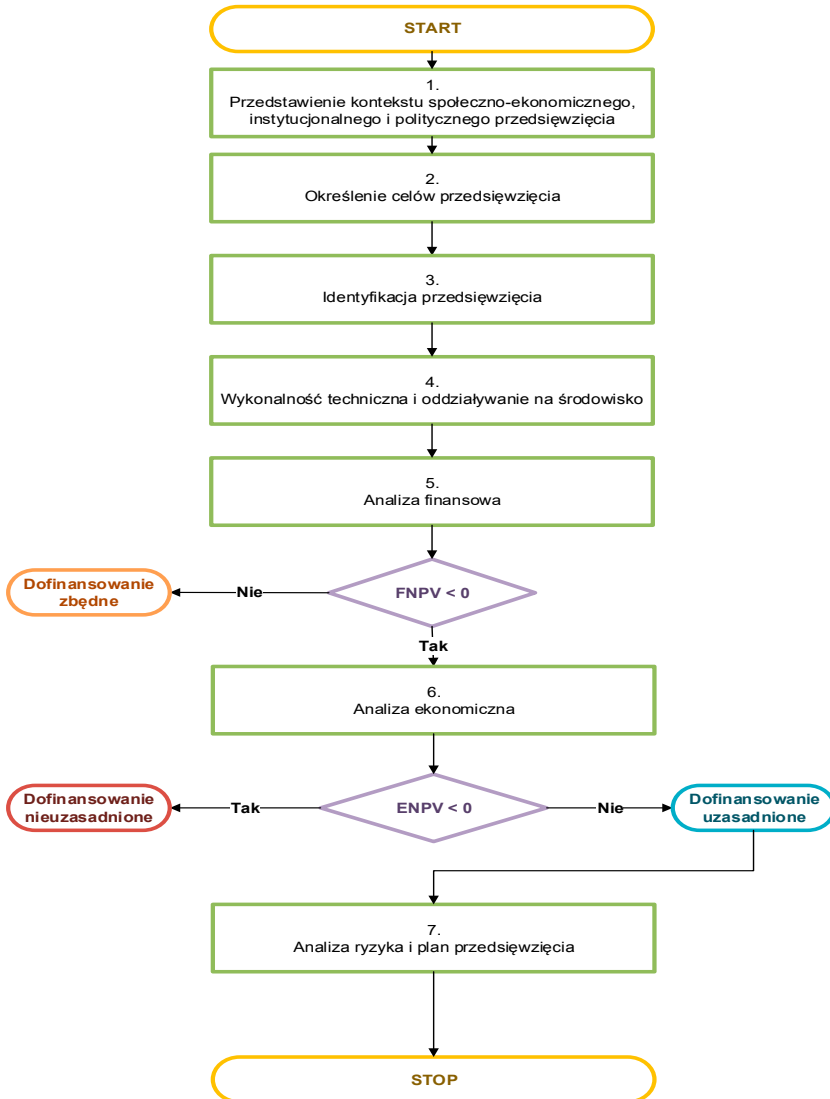 START
1.
Przedstawienie kontekstu społeczno-ekonomicznego,
instytucjonalnego i politycznego przedsięwzięcia
2.
Określenie celów przedsięwzięcia
3.
Identyfikacja przedsięwzięcia
4.
Wykonalność techniczna i oddziaływanie na środowisko
5.
Analiza finansowa
Dofinansowanie
zbędne
Nie
FNPV < 0
Tak
6.
Analiza ekonomiczna
Dofinansowanie
nieuzasadnione
Tak
ENPV < 0
Nie
Dofinansowanie
uzasadnione
7.
Analiza ryzyka i plan przedsięwzięcia
STOP